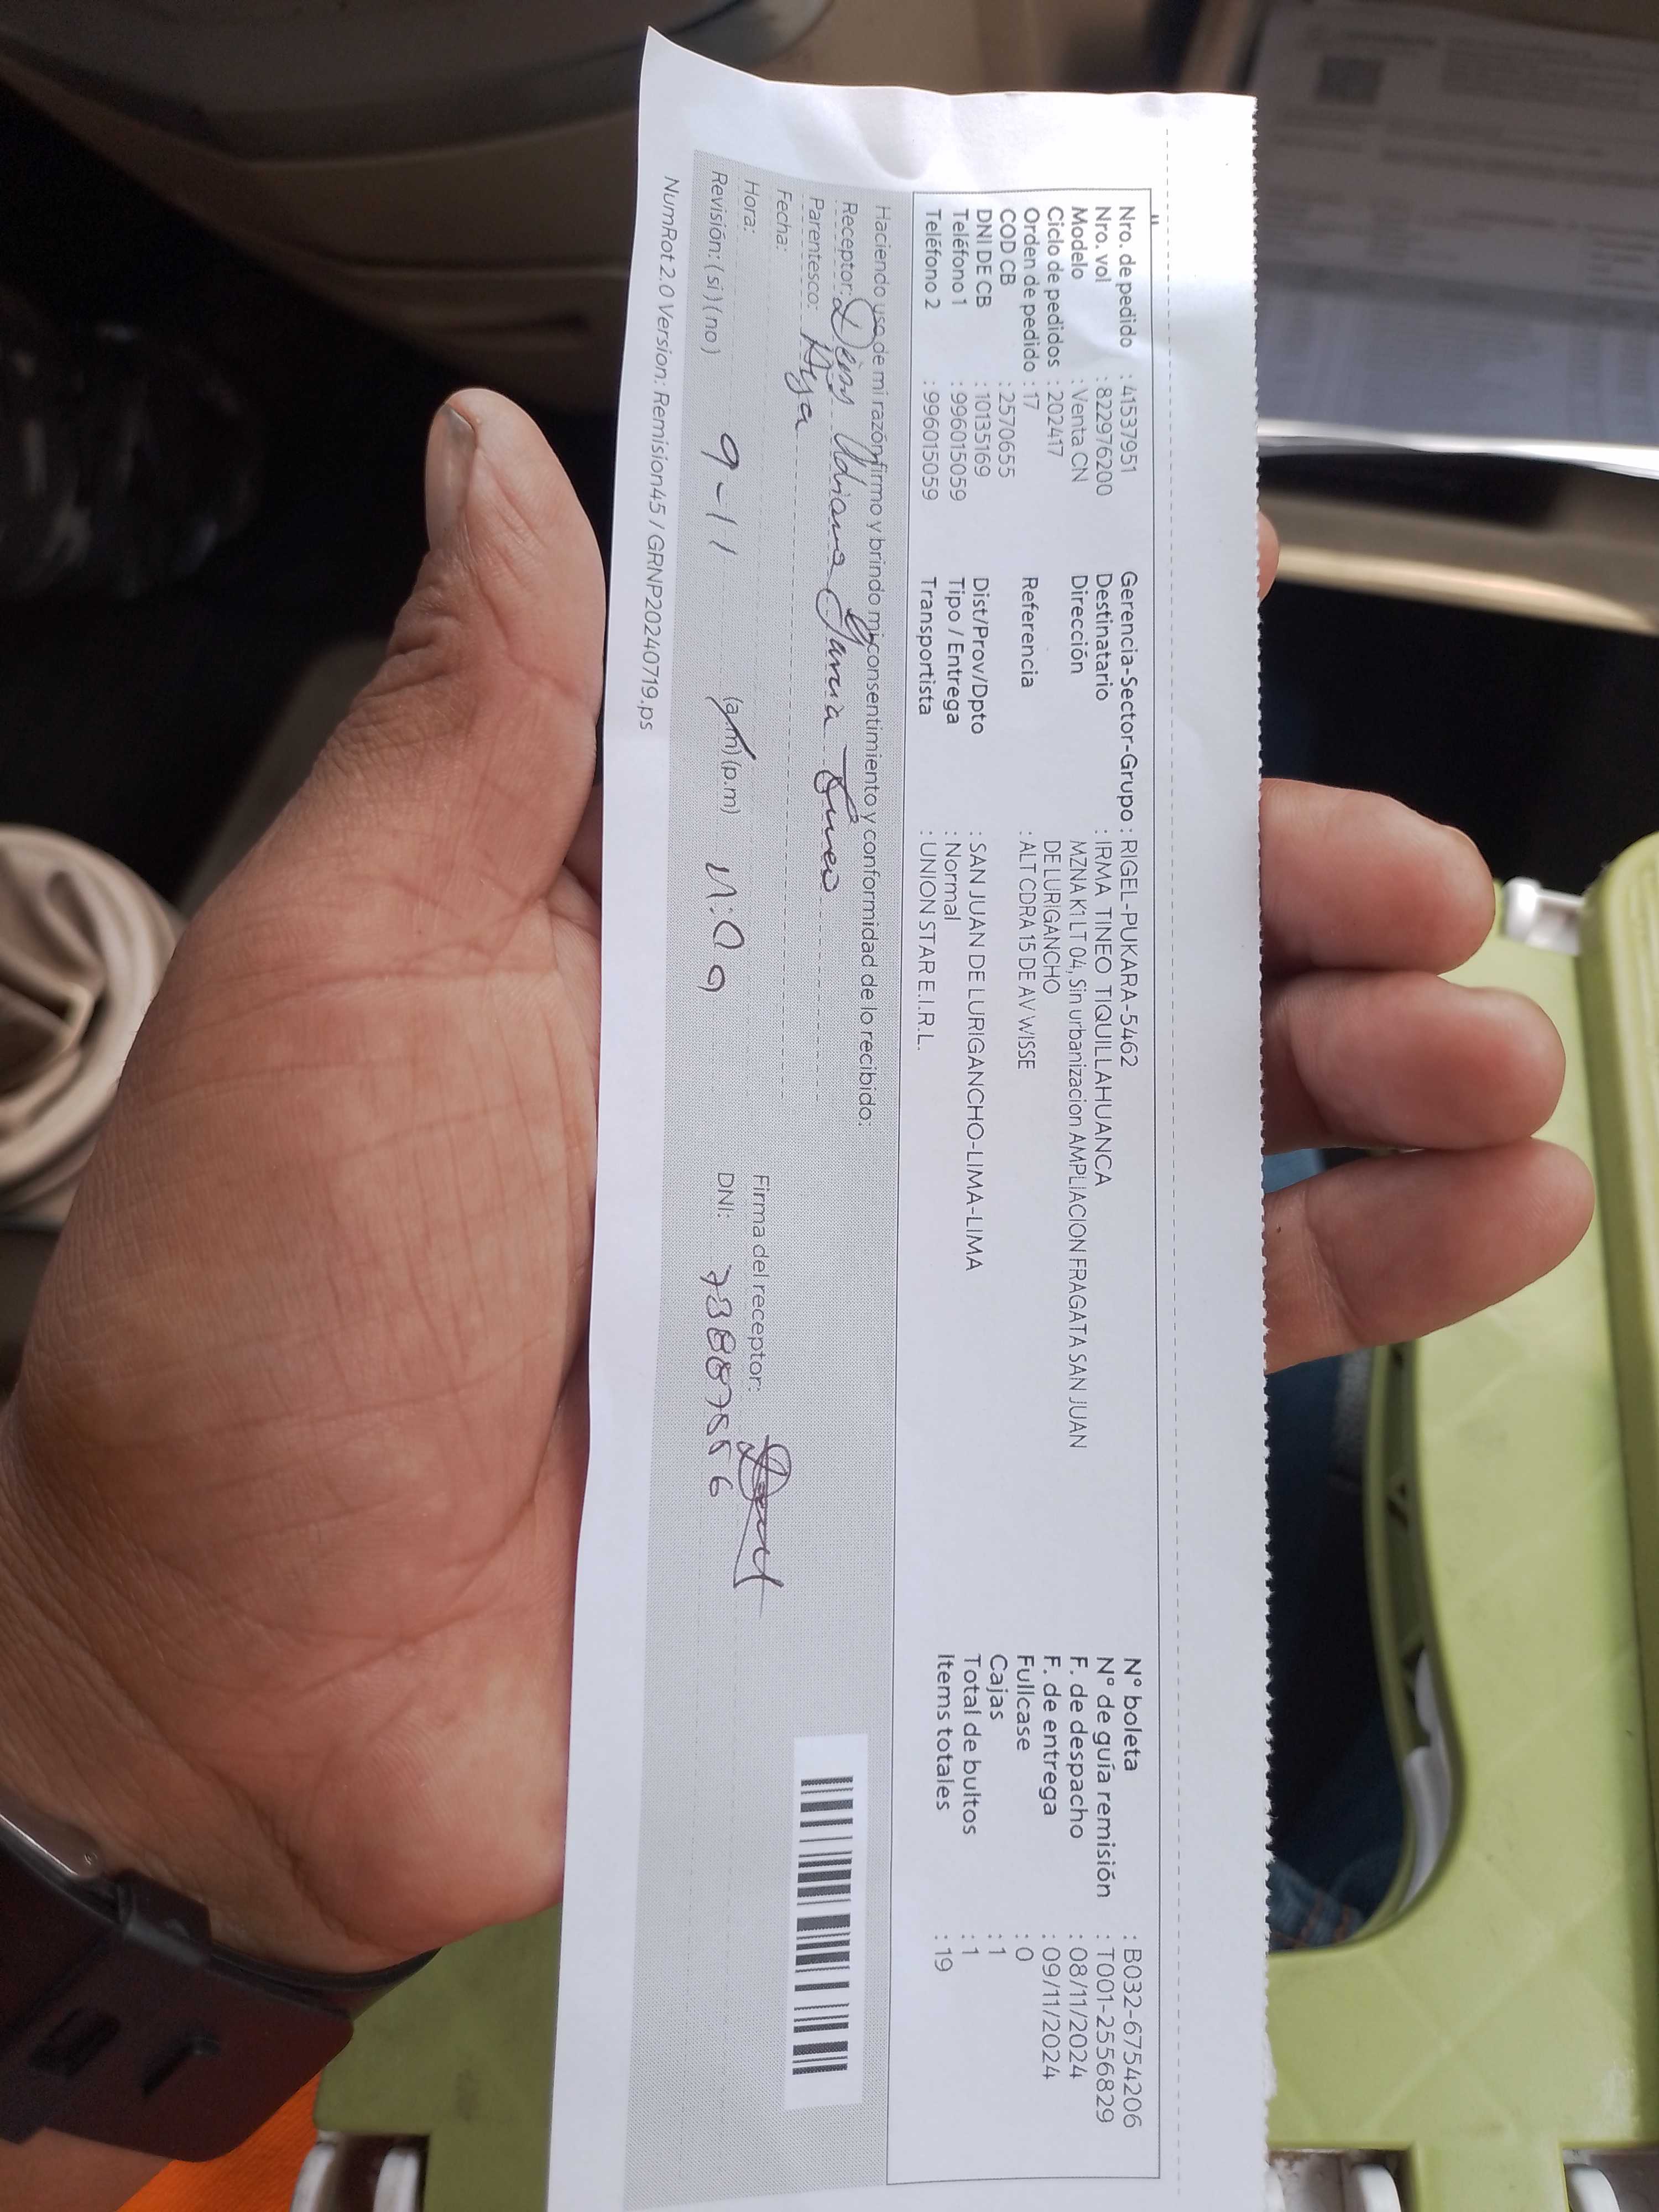 Nro. de pedido : 41537951 Gerencia-Sector-Grupo : RIGEL-PUKARA-5462 N° boleta : B032-6754206
Nro. vol : 8229762​00 Destinatario : IRMA TINEO TIQUILLAHUANCA N° de guía remisión : T001-2556829
Modelo : Venta CN Dirección MZNA K1 LT 04, Sin urbanizacion AMPLIACION FRAGATA SAN JUAN F. de despacho : 08/11/2024
Ciclo de pedidos : 202417 DE LURIGANCHO F. de entrega : 09/11/2024
Orden de pedido : 17 Referencia : ALT CDRA 15 DE AV WISSE Fullcase : 0
COD CB : 2570655 Cajas : 1
DNI DE CB : 10135169 Dist/Prov/Dpto : SAN JUAN DE LURIGANCHO-LIMA-LIMA Total de bultos : 1
Teléfono 1 : 996015059 Tipo / Entrega : Normal Items totales : 19
Teléfono 2 : 996015059 Transportista : UNION STAR E.I.R.L.
Haciendo uso de mi razón firmo y brindo mi consentimiento y conformidad de lo recibido:
Receptor:
Parentesco:
Fecha:
Hora: Firma del receptor:
Revisión: (si) (no) 9-11 (a.m) (p.m) 11:09 DNI:
NumRot 2.0 Version: Remision45 / GRNP20240719.ps